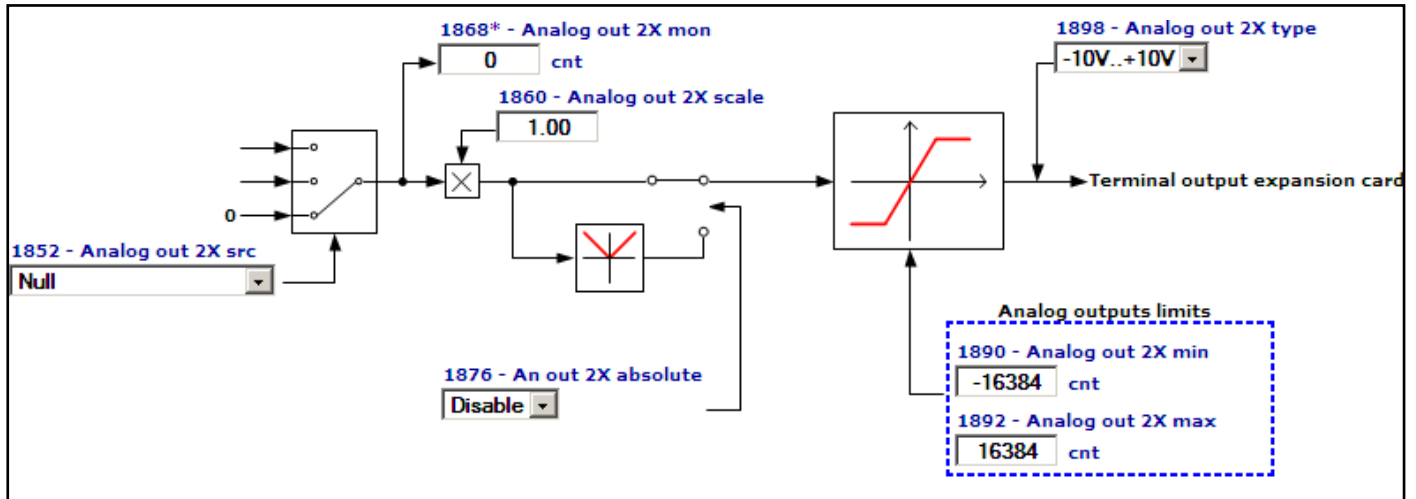 1868* - Analog out 2X mon
0 cnt
1898 - Analog out 2X type
-10V..+10V
1860 - Analog out 2X scale
1.00
Terminal output expansion card
0
1852 - Analog out 2X src
Null
Analog outputs limits
1890 - Analog out 2X min
-16384 cnt
1876 - An out 2X absolute
Disable
1892 - Analog out 2X max
16384 cnt